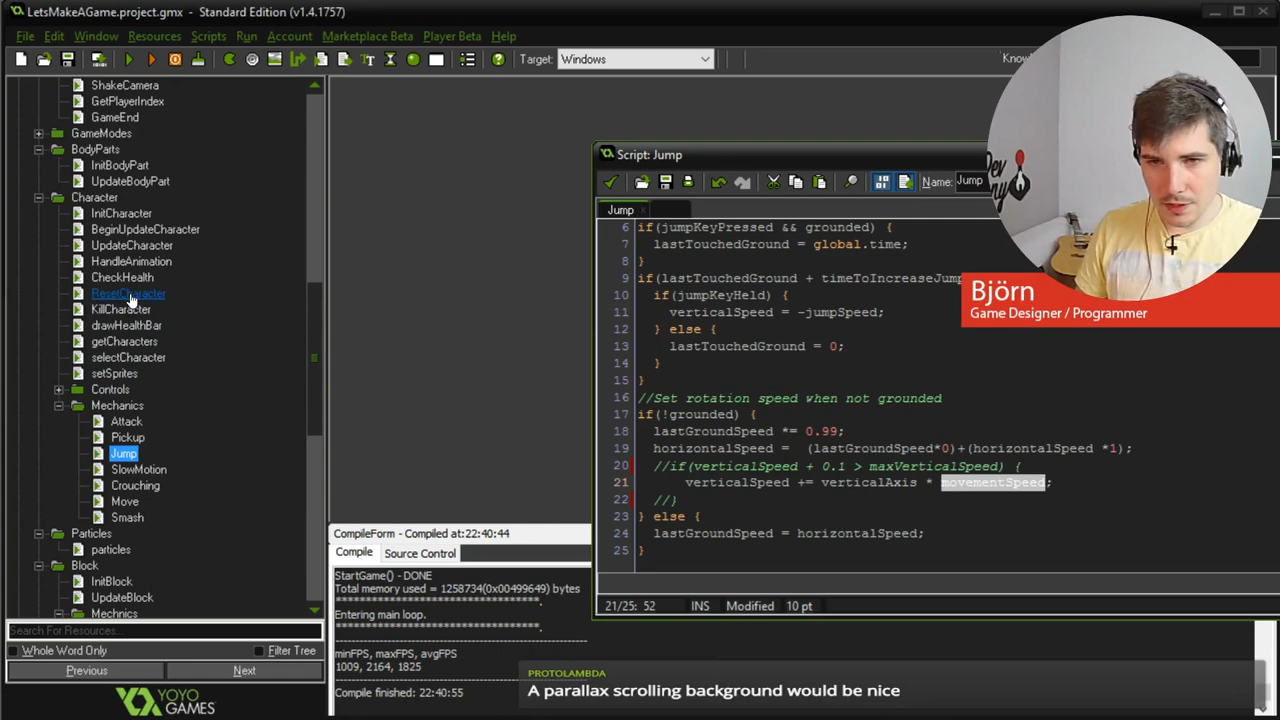 LetsMakeAGame.project.gmx - Standard Edition (v1.4.1757)
File Edit Window Resources Scripts Run Account Marketplace Beta Player Beta Help
Target: Windows
ShakeCamera
GetPlayerIndex
GameEnd
GameModes
BodyParts
InitBodyPart
UpdateBodyPart
Character
InitCharacter
BeginUpdateCharacter
UpdateCharacter
HandleAnimation
CheckHealth
ResetCharacter
KillCharacter
drawHealthBar
getCharacters
selectCharacter
setSprites
Controls
Mechanics
Attack
Pickup
Jump
SlowMotion
Crouching
Move
Smash
Particles
particles
Block
InitBlock
UpdateBlock
Mechnics
Search For Resources...
Whole Word Only Filter Tree
Previous Next
YOYO
GAMES™
Script: Jump
Name: Jump
Jump
6 if(jumpKeyPressed && grounded) {
7 lastTouchedGround = global.time;
8 }
9 if(lastTouchedGround + timeToIncreaseJum
10 if(jumpKeyHeld) {
11 verticalSpeed = -jumpSpeed;
12 } else {
13 lastTouchedGround = 0;
14 }
15 }
16 //Set rotation speed when not grounded
17 if(!grounded) {
18 lastGroundSpeed *= 0.99;
19 horizontalSpeed = (lastGroundSpeed*0)+(horizontalSpeed *1);
20 //if(verticalSpeed + 0.1 > maxVerticalSpeed) {
21 verticalSpeed += verticalAxis * movementSpeed;
22 //}
23 } else {
24 lastGroundSpeed = horizontalSpeed;
25 }
21/25: 52 INS Modified 10 pt
Björn
Game Designer / Programmer
CompileForm - Compiled at:22:40:44
Compile Source Control
StartGame() - DONE
Total memory used = 1258734(0x00499649) bytes
**********************************.
Entering main loop.
**********************************.
minFPS, maxFPS, avgFPS
1009, 2164, 1825
Compile finished: 22:40:55
PROTOLAMBDA
A parallax scrolling background would be nice